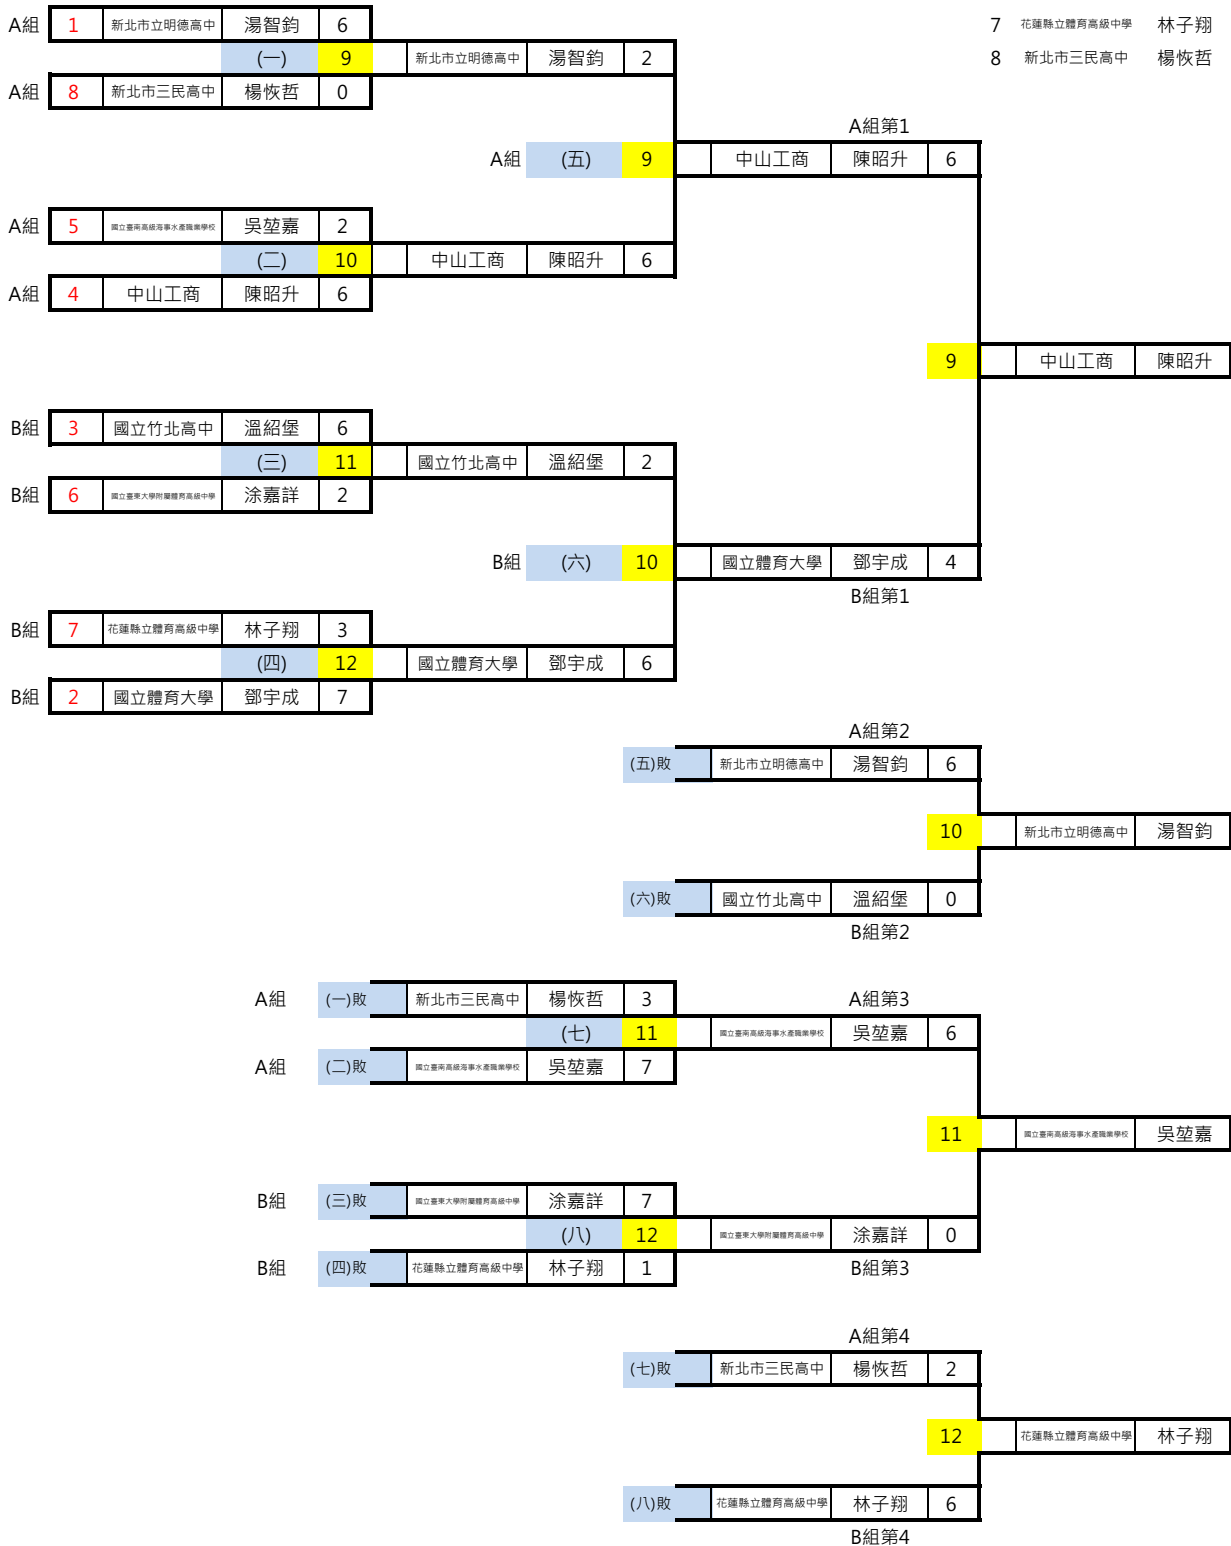 A組 1 新北市立明德高中 湯智鈞 6 7 花蓮縣立體育高級中學 林子翔
(一) 9 新北市立明德高中 湯智鈞 2 8 新北市三民高中 楊恢哲
A組 8 新北市三民高中 楊恢哲 0
A組第1
A組 (五) 9 中山工商 陳昭升 6
A組 5 國立臺南高級海事水產職業學校 吳堃嘉 2
(二) 10 中山工商 陳昭升 6
A組 4 中山工商 陳昭升 6
9 中山工商 陳昭升
B組 3 國立竹北高中 溫紹堡 6
(三) 11 國立竹北高中 溫紹堡 2
B組 6 國立臺東大學附屬體育高級中學 涂嘉詳 2
B組 (六) 10 國立體育大學 鄧宇成 4
B組第1
B組 7 花蓮縣立體育高級中學 林子翔 3
(四) 12 國立體育大學 鄧宇成 6
B組 2 國立體育大學 鄧宇成 7
A組第2
(五)敗 新北市立明德高中 湯智鈞 6
10 新北市立明德高中 湯智鈞
(六)敗 國立竹北高中 溫紹堡 0
B組第2
A組 (一)敗 新北市三民高中 楊恢哲 3 A組第3
(七) 11 國立臺南高級海事水產職業學校 吳堃嘉 6
A組 (二)敗 國立臺南高級海事水產職業學校 吳堃嘉 7
11 國立臺南高級海事水產職業學校 吳堃嘉
B組 (三)敗 國立臺東大學附屬體育高級中學 涂嘉詳 7
(八) 12 國立臺東大學附屬體育高級中學 涂嘉詳 0
B組 (四)敗 花蓮縣立體育高級中學 林子翔 1 B組第3
A組第4
(七)敗 新北市三民高中 楊恢哲 2
12 花蓮縣立體育高級中學 林子翔
(八)敗 花蓮縣立體育高級中學 林子翔 6
B組第4